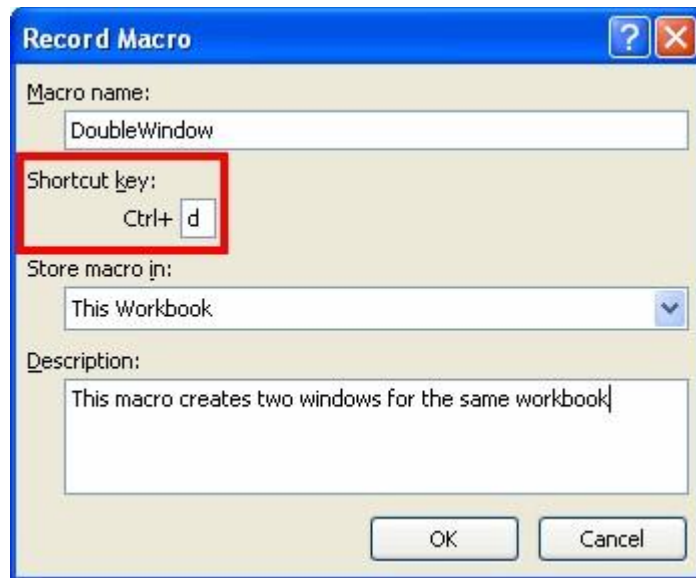 Record Macro
Macro name:
DoubleWindow
Shortcut key:
Ctrl+ d
Store macro in:
This Workbook
Description:
This macro creates two windows for the same workbook
OK Cancel